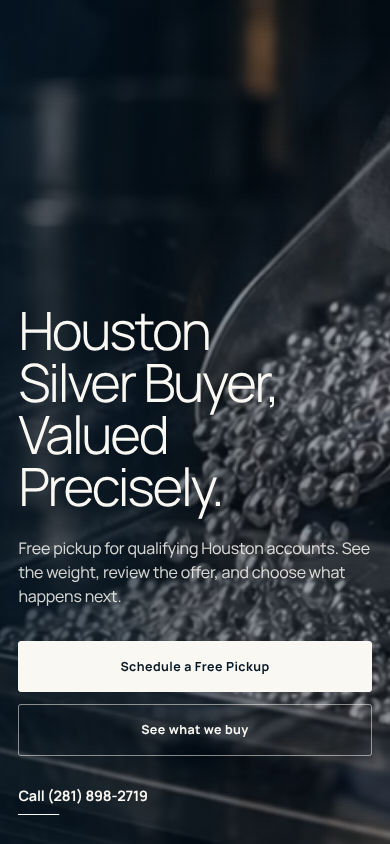 Houston
Silver Buyer,
Valued
Precisely.
Free pickup for qualifying Houston accounts. See
the weight, review the offer, and choose what
happens next.
Schedule a Free Pickup
See what we buy
Call (281) 898-2719